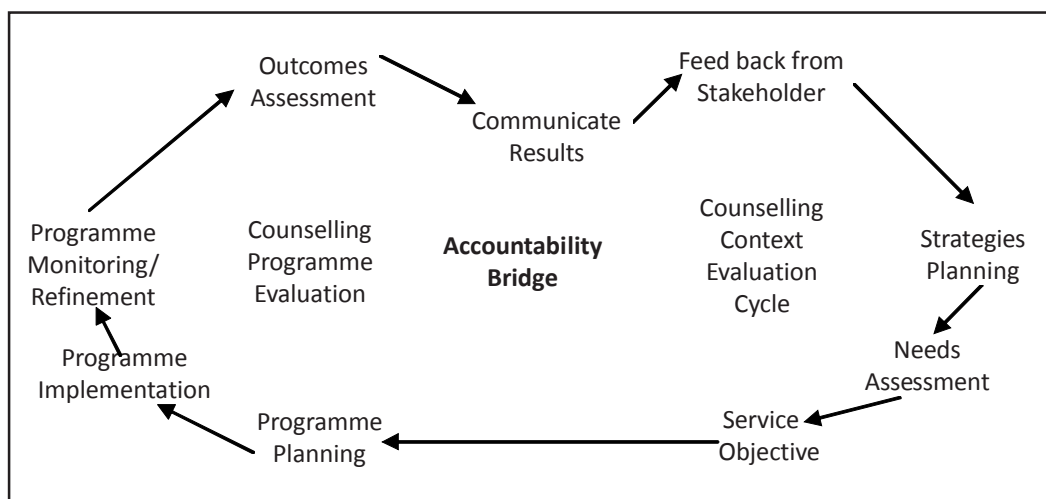 Outcomes
Assessment
Communicate
Results
Feed back from
Stakeholder
Programme
Monitoring/
Refinement
Counselling
Programme
Evaluation
Accountability
Bridge
Counselling
Context
Evaluation
Cycle
Strategies
Planning
Programme
Implementation
Needs
Assessment
Programme
Planning
Service
Objective